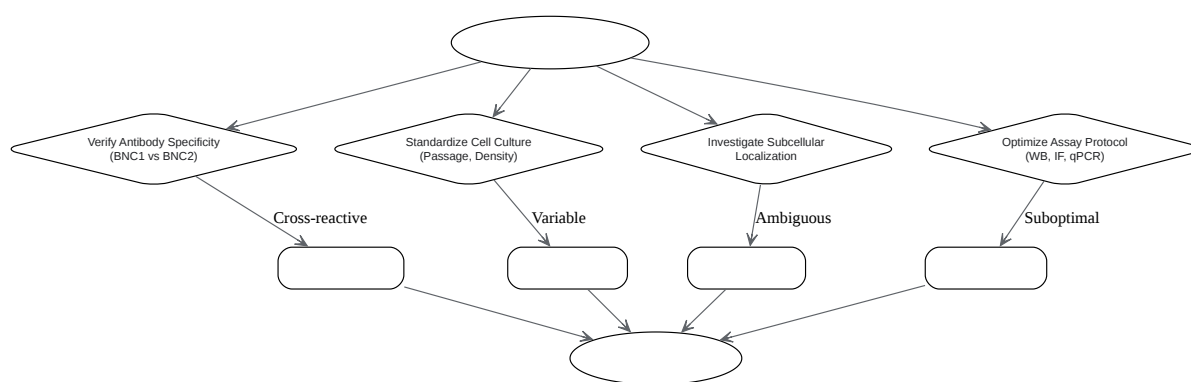 Verify Antibody Specificity
(BNC1 vs BNC2)
Standardize Cell Culture
(Passage, Density)
Investigate Subcellular
Localization
Optimize Assay Protocol
(WB, IF, qPCR)
Cross-reactive
Variable
Ambiguous
Suboptimal